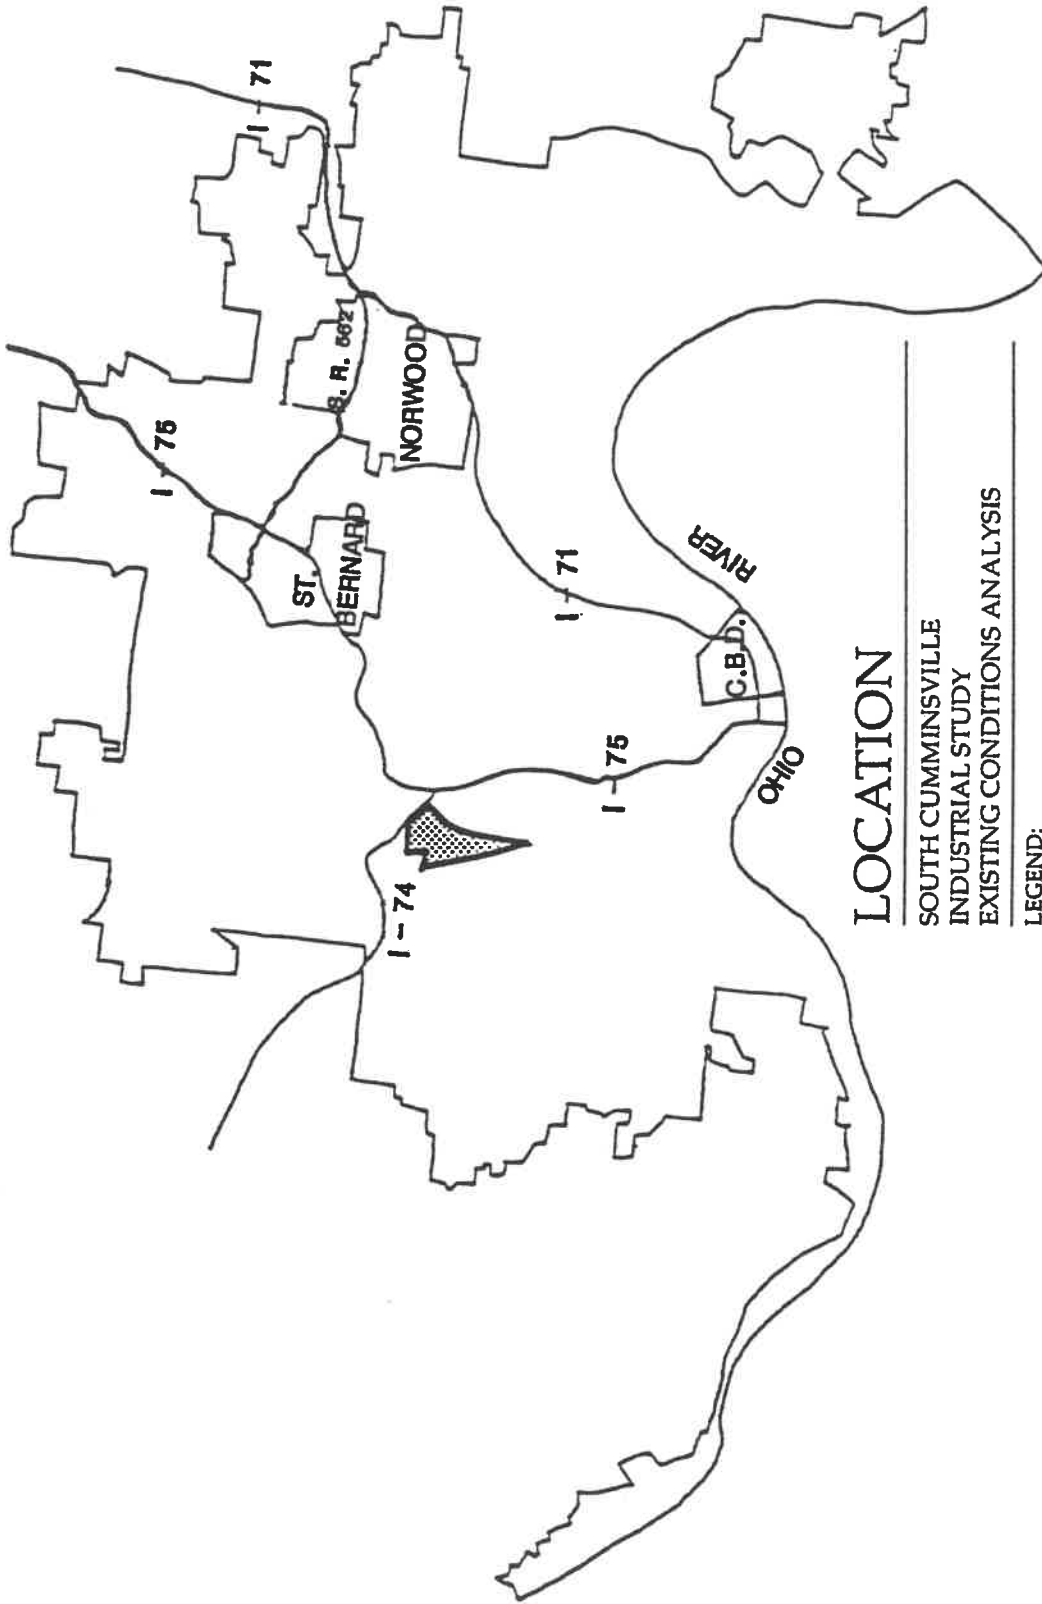 I - 71
I - 75
S. R. 562
NORWOOD
ST.
BERNARD
I - 74
I - 71
I - 75
C.B.D.
OHIO
RIVER
LOCATION
SOUTH CUMMINSVILLE
INDUSTRIAL STUDY
EXISTING CONDITIONS ANALYSIS
LEGEND: